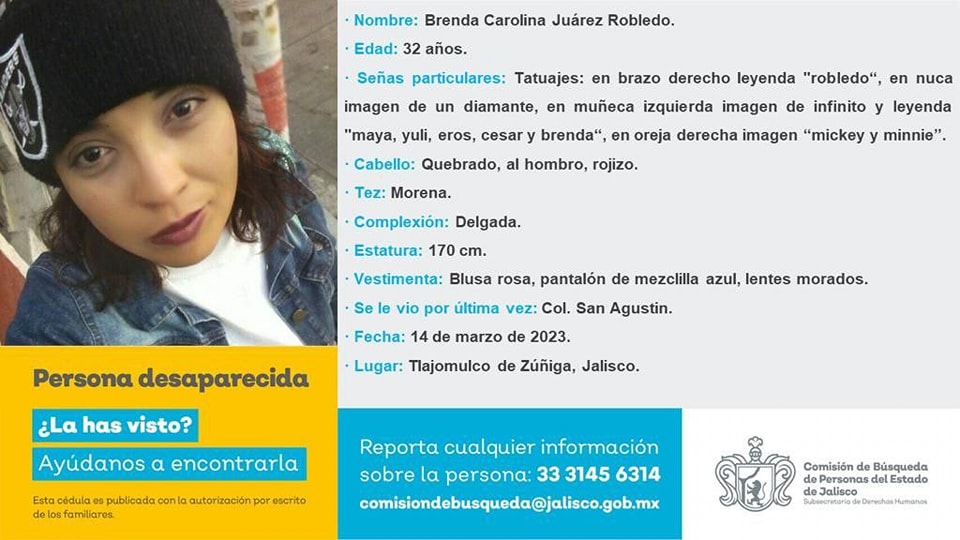 · Nombre: Brenda Carolina Juárez Robledo.
· Edad: 32 años.
· Señas particulares: Tatuajes: en brazo derecho leyenda "robledo“, en nuca
imagen de un diamante, en muñeca izquierda imagen de infinito y leyenda
"maya, yuli, eros, cesar y brenda“, en oreja derecha imagen “mickey y minnie”.
· Cabello: Quebrado, al hombro, rojizo.
· Tez: Morena.
· Complexión: Delgada.
· Estatura: 170 cm.
· Vestimenta: Blusa rosa, pantalón de mezclilla azul, lentes morados.
· Se le vio por última vez: Col. San Agustin.
· Fecha: 14 de marzo de 2023.
· Lugar: Tlajomulco de Zúñiga, Jalisco.
Persona desaparecida
¿La has visto?
Ayúdanos a encontrarla
Esta cédula es publicada con la autorización por escrito
de los familiares.
Reporta cualquier información
sobre la persona: 33 3145 6314
comisiondebusqueda@jalisco.gob.mx
Comisión de Búsqueda
de Personas del Estado
de Jalisco
Subsecretaría de Derechos Humanos